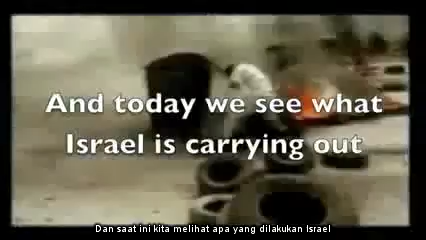 And today we see what
Israel is carrying out
Dan saat ini kita melihat apa yang dilakukan Israel